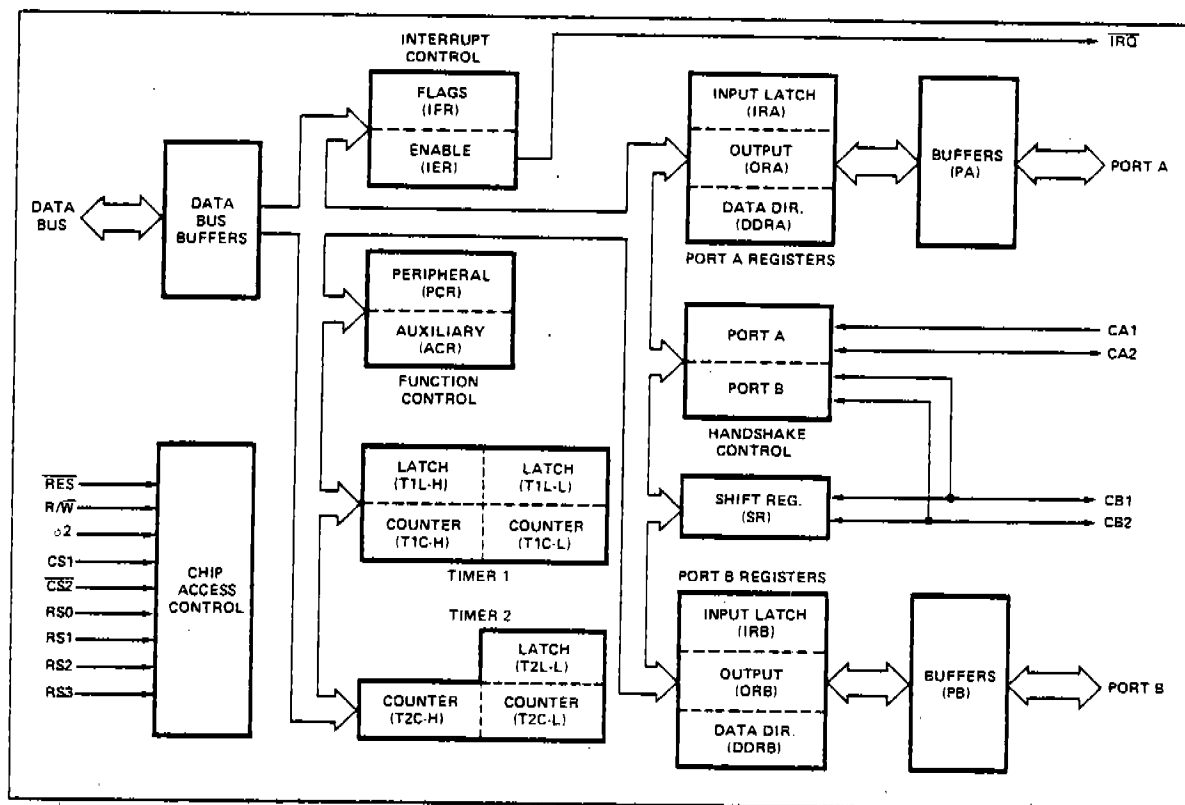 INTERRUPT
CONTROL
FLAGS
(IFR)
ENABLE
(IER)
IRQ
INPUT LATCH
(IRA)
OUTPUT
(ORA)
DATA DIR.
(DDRA)
PORT A REGISTERS
BUFFERS
(PA)
PORT A
DATA
BUS
DATA
BUS
BUFFERS
PERIPHERAL
(PCR)
AUXILIARY
(ACR)
FUNCTION
CONTROL
PORT A
PORT B
HANDSHAKE
CONTROL
CA1
CA2
LATCH
(T1L-H)
LATCH
(T1L-L)
COUNTER
(T1C-H)
COUNTER
(T1C-L)
TIMER 1
SHIFT REG.
(SR)
CB1
CB2
RES
R/W
φ2
CS1
CS2
RS0
RS1
RS2
RS3
CHIP
ACCESS
CONTROL
TIMER 2
LATCH
(T2L-L)
COUNTER
(T2C-H)
COUNTER
(T2C-L)
PORT B REGISTERS
INPUT LATCH
(IRB)
OUTPUT
(ORB)
DATA DIR.
(DDRB)
BUFFERS
(PB)
PORT B